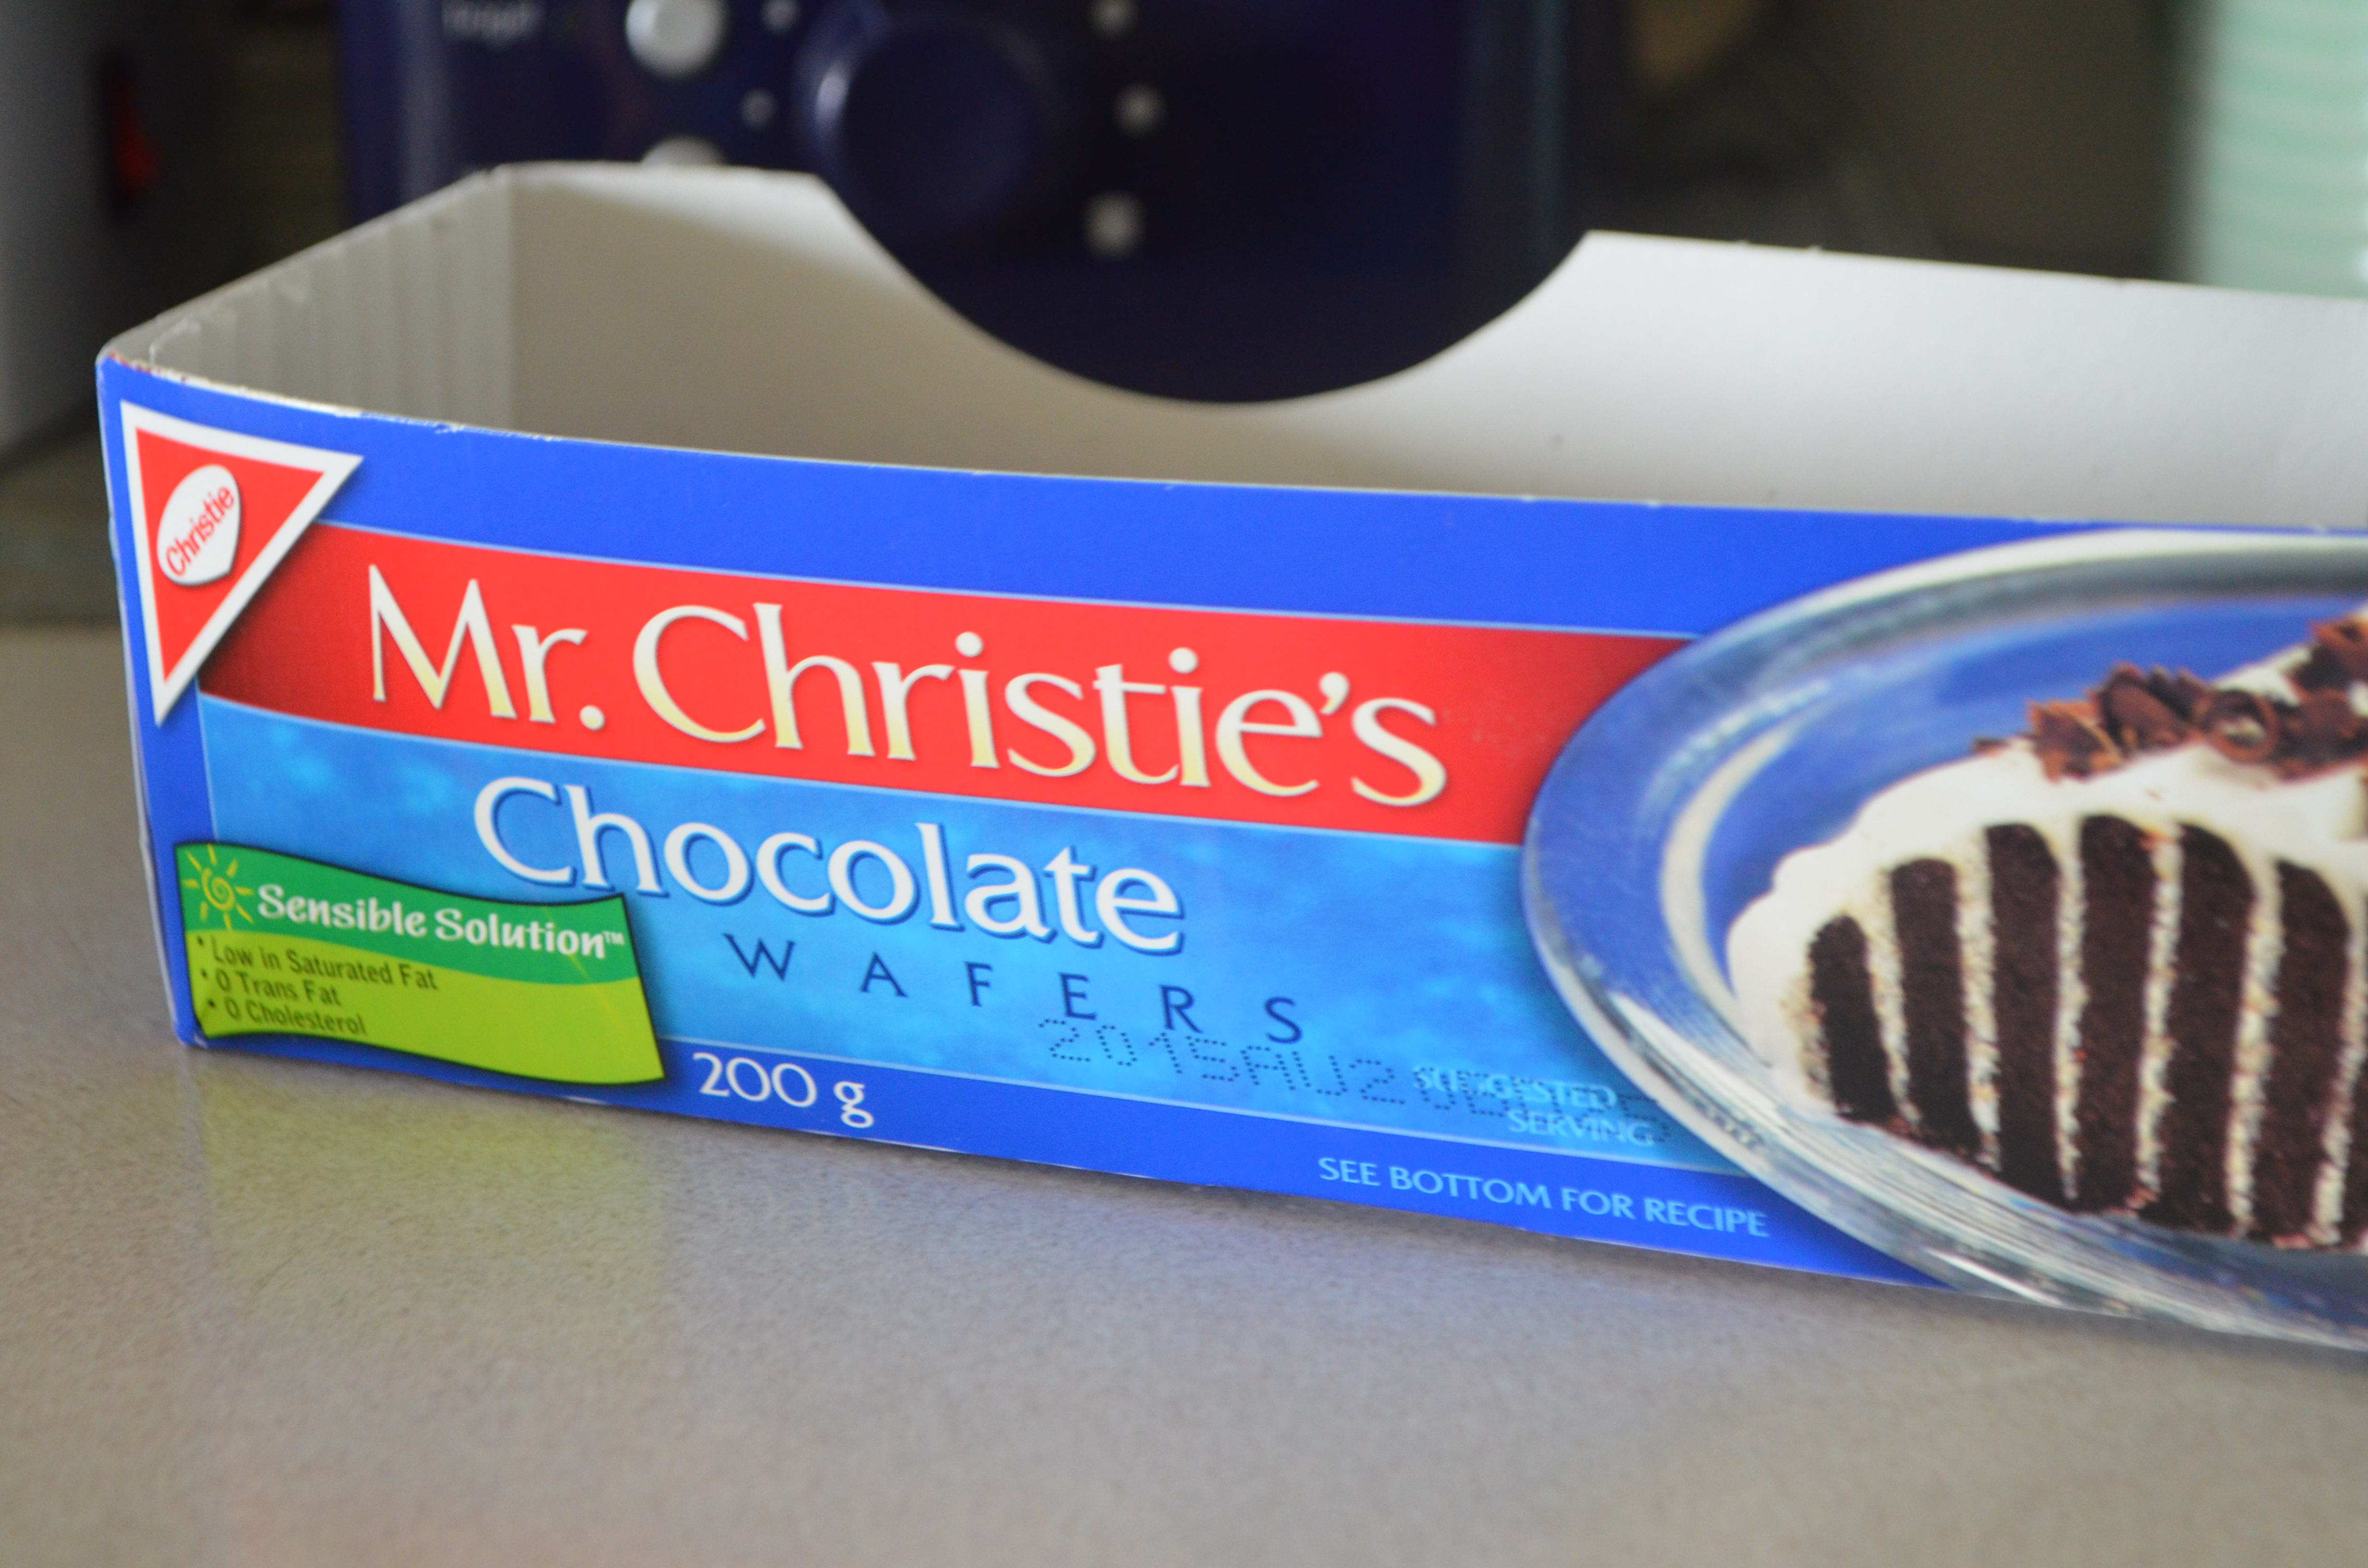 Christie
Mr. Christie's
Chocolate
WAFERS
Sensible Solution™
• Low in Saturated Fat
• 0 Trans Fat
• 0 Cholesterol
2015AU20
SUGGESTED
SERVING
200 g
SEE BOTTOM FOR RECIPE